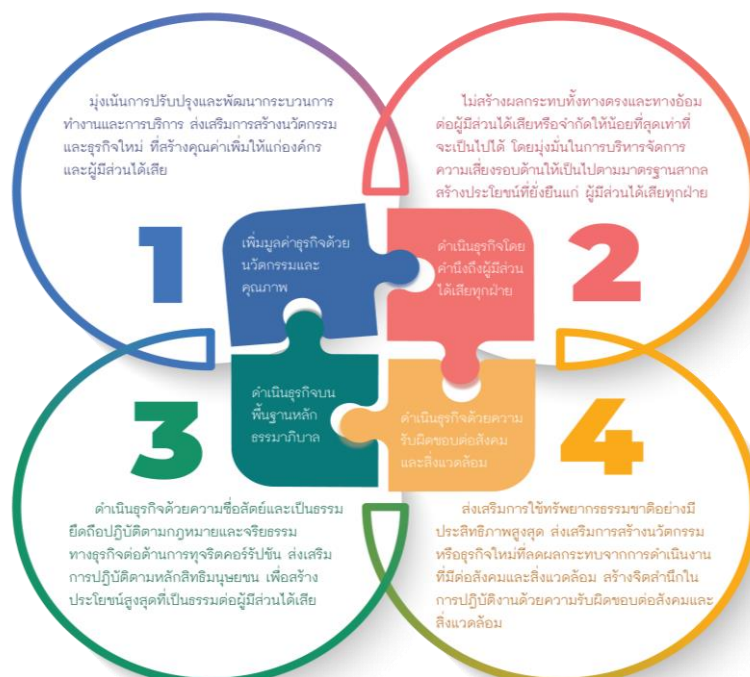 มุ่งเน้นการปรับปรุงและพัฒนากระบวนการ
ทำงานและการบริการ ส่งเสริมการสร้างนวัตกรรม
และธุรกิจใหม่ ที่สร้างคุณค่าเพิ่มให้แก่องค์กร
และผู้มีส่วนได้เสีย
1
เพิ่มมูลค่าธุรกิจด้วย
นวัตกรรมและ
คุณภาพ
ไม่สร้างผลกระทบทั้งทางตรงและทางอ้อม
ต่อผู้มีส่วนได้เสียหรือจำกัดให้น้อยที่สุดเท่าที่
จะเป็นไปได้ โดยมุ่งมั่นในการบริหารจัดการ
ความเสี่ยงรอบด้านให้เป็นไปตามมาตรฐานสากล
สร้างประโยชน์ที่ยั่งยืนแก่ ผู้มีส่วนได้เสียทุกฝ่าย
ดำเนินธุรกิจโดย
คำนึงถึงผู้มีส่วน
ได้เสียทุกฝ่าย
2
3
ดำเนินธุรกิจบน
พื้นฐานหลัก
ธรรมาภิบาล
ดำเนินธุรกิจด้วยความซื่อสัตย์และเป็นธรรม
ยึดถือปฏิบัติตามกฎหมายและจริยธรรม
ทางธุรกิจต่อต้านการทุจริตคอร์รัปชัน ส่งเสริม
การปฏิบัติตามหลักสิทธิมนุษยชน เพื่อสร้าง
ประโยชน์สูงสุดที่เป็นธรรมต่อผู้มีส่วนได้เสีย
ดำเนินธุรกิจด้วยความ
รับผิดชอบต่อสังคม
และสิ่งแวดล้อม
4
ส่งเสริมการใช้ทรัพยากรธรรมชาติอย่างมี
ประสิทธิภาพสูงสุด ส่งเสริมการสร้างนวัตกรรม
หรือธุรกิจใหม่ที่ลดผลกระทบจากการดำเนินงาน
ที่มีต่อสังคมและสิ่งแวดล้อม สร้างจิตสำนึกใน
การปฏิบัติงานด้วยความรับผิดชอบต่อสังคมและ
สิ่งแวดล้อม